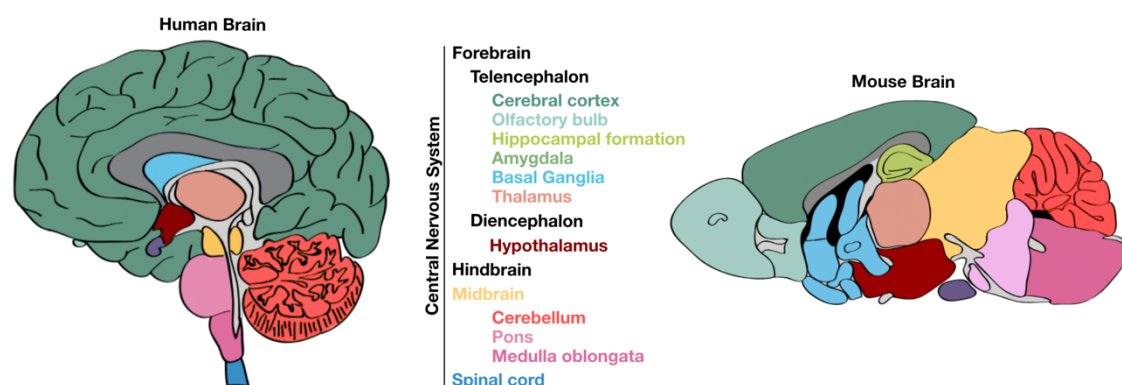 Human Brain
Central Nervous System
Forebrain
Telencephalon
Cerebral cortex
Olfactory bulb
Hippocampal formation
Amygdala
Basal Ganglia
Thalamus
Diencephalon
Hypothalamus
Hindbrain
Midbrain
Cerebellum
Pons
Medulla oblongata
Spinal cord
Mouse Brain